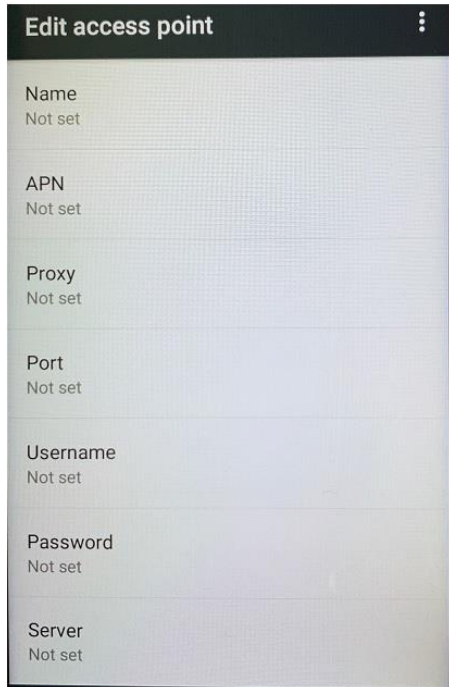 Edit access point
Name
Not set
APN
Not set
Proxy
Not set
Port
Not set
Username
Not set
Password
Not set
Server
Not set